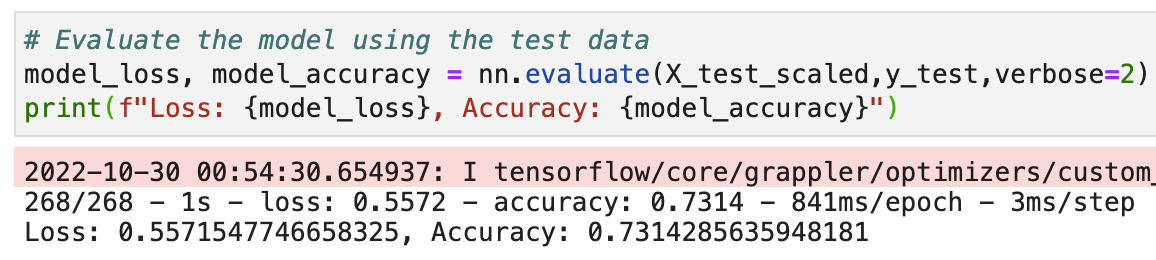 # Evaluate the model using the test data
model_loss, model_accuracy = nn.evaluate(X_test_scaled,y_test,verbose=2)
print(f"Loss: {model_loss}, Accuracy: {model_accuracy}")
2022-10-30 00:54:30.654937: I tensorflow/core/grappler/optimizers/custom_
268/268 - 1s - loss: 0.5572 - accuracy: 0.7314 - 841ms/epoch - 3ms/step
Loss: 0.5571547746658325, Accuracy: 0.7314285635948181